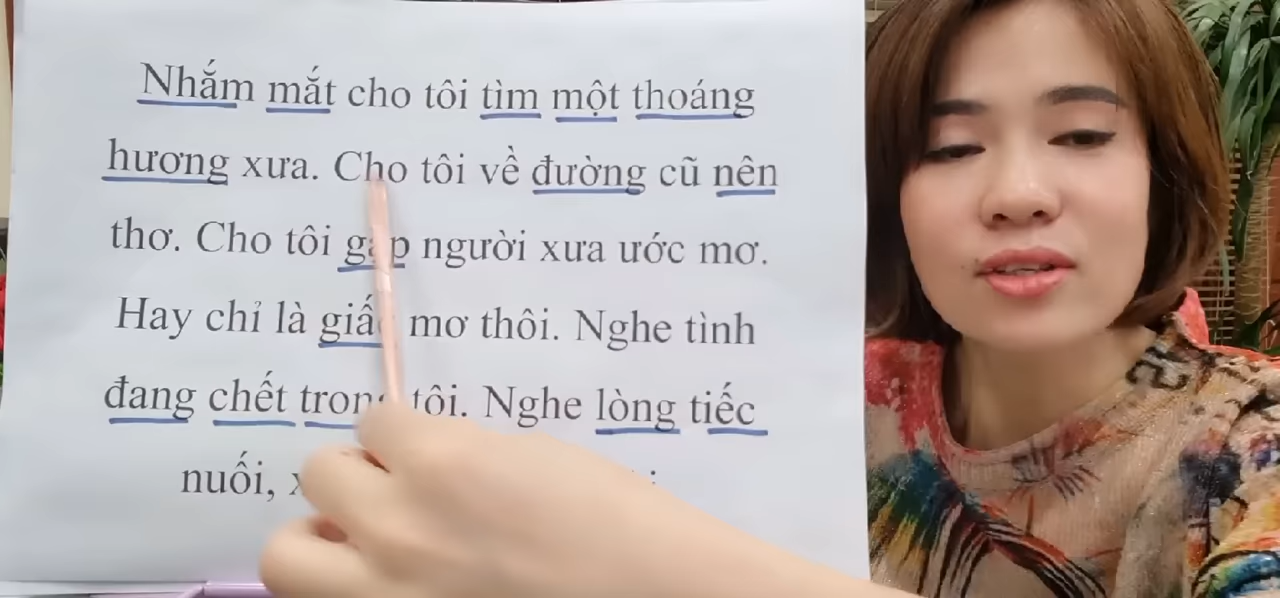 Nhắm mắt cho tôi tìm một thoáng
hương xưa. Cho tôi về đường cũ nên
thơ. Cho tôi gặp người xưa ước mơ.
Hay chỉ là giấc mơ thôi. Nghe tình
đang chết trong tôi. Nghe lòng tiếc
nuối,